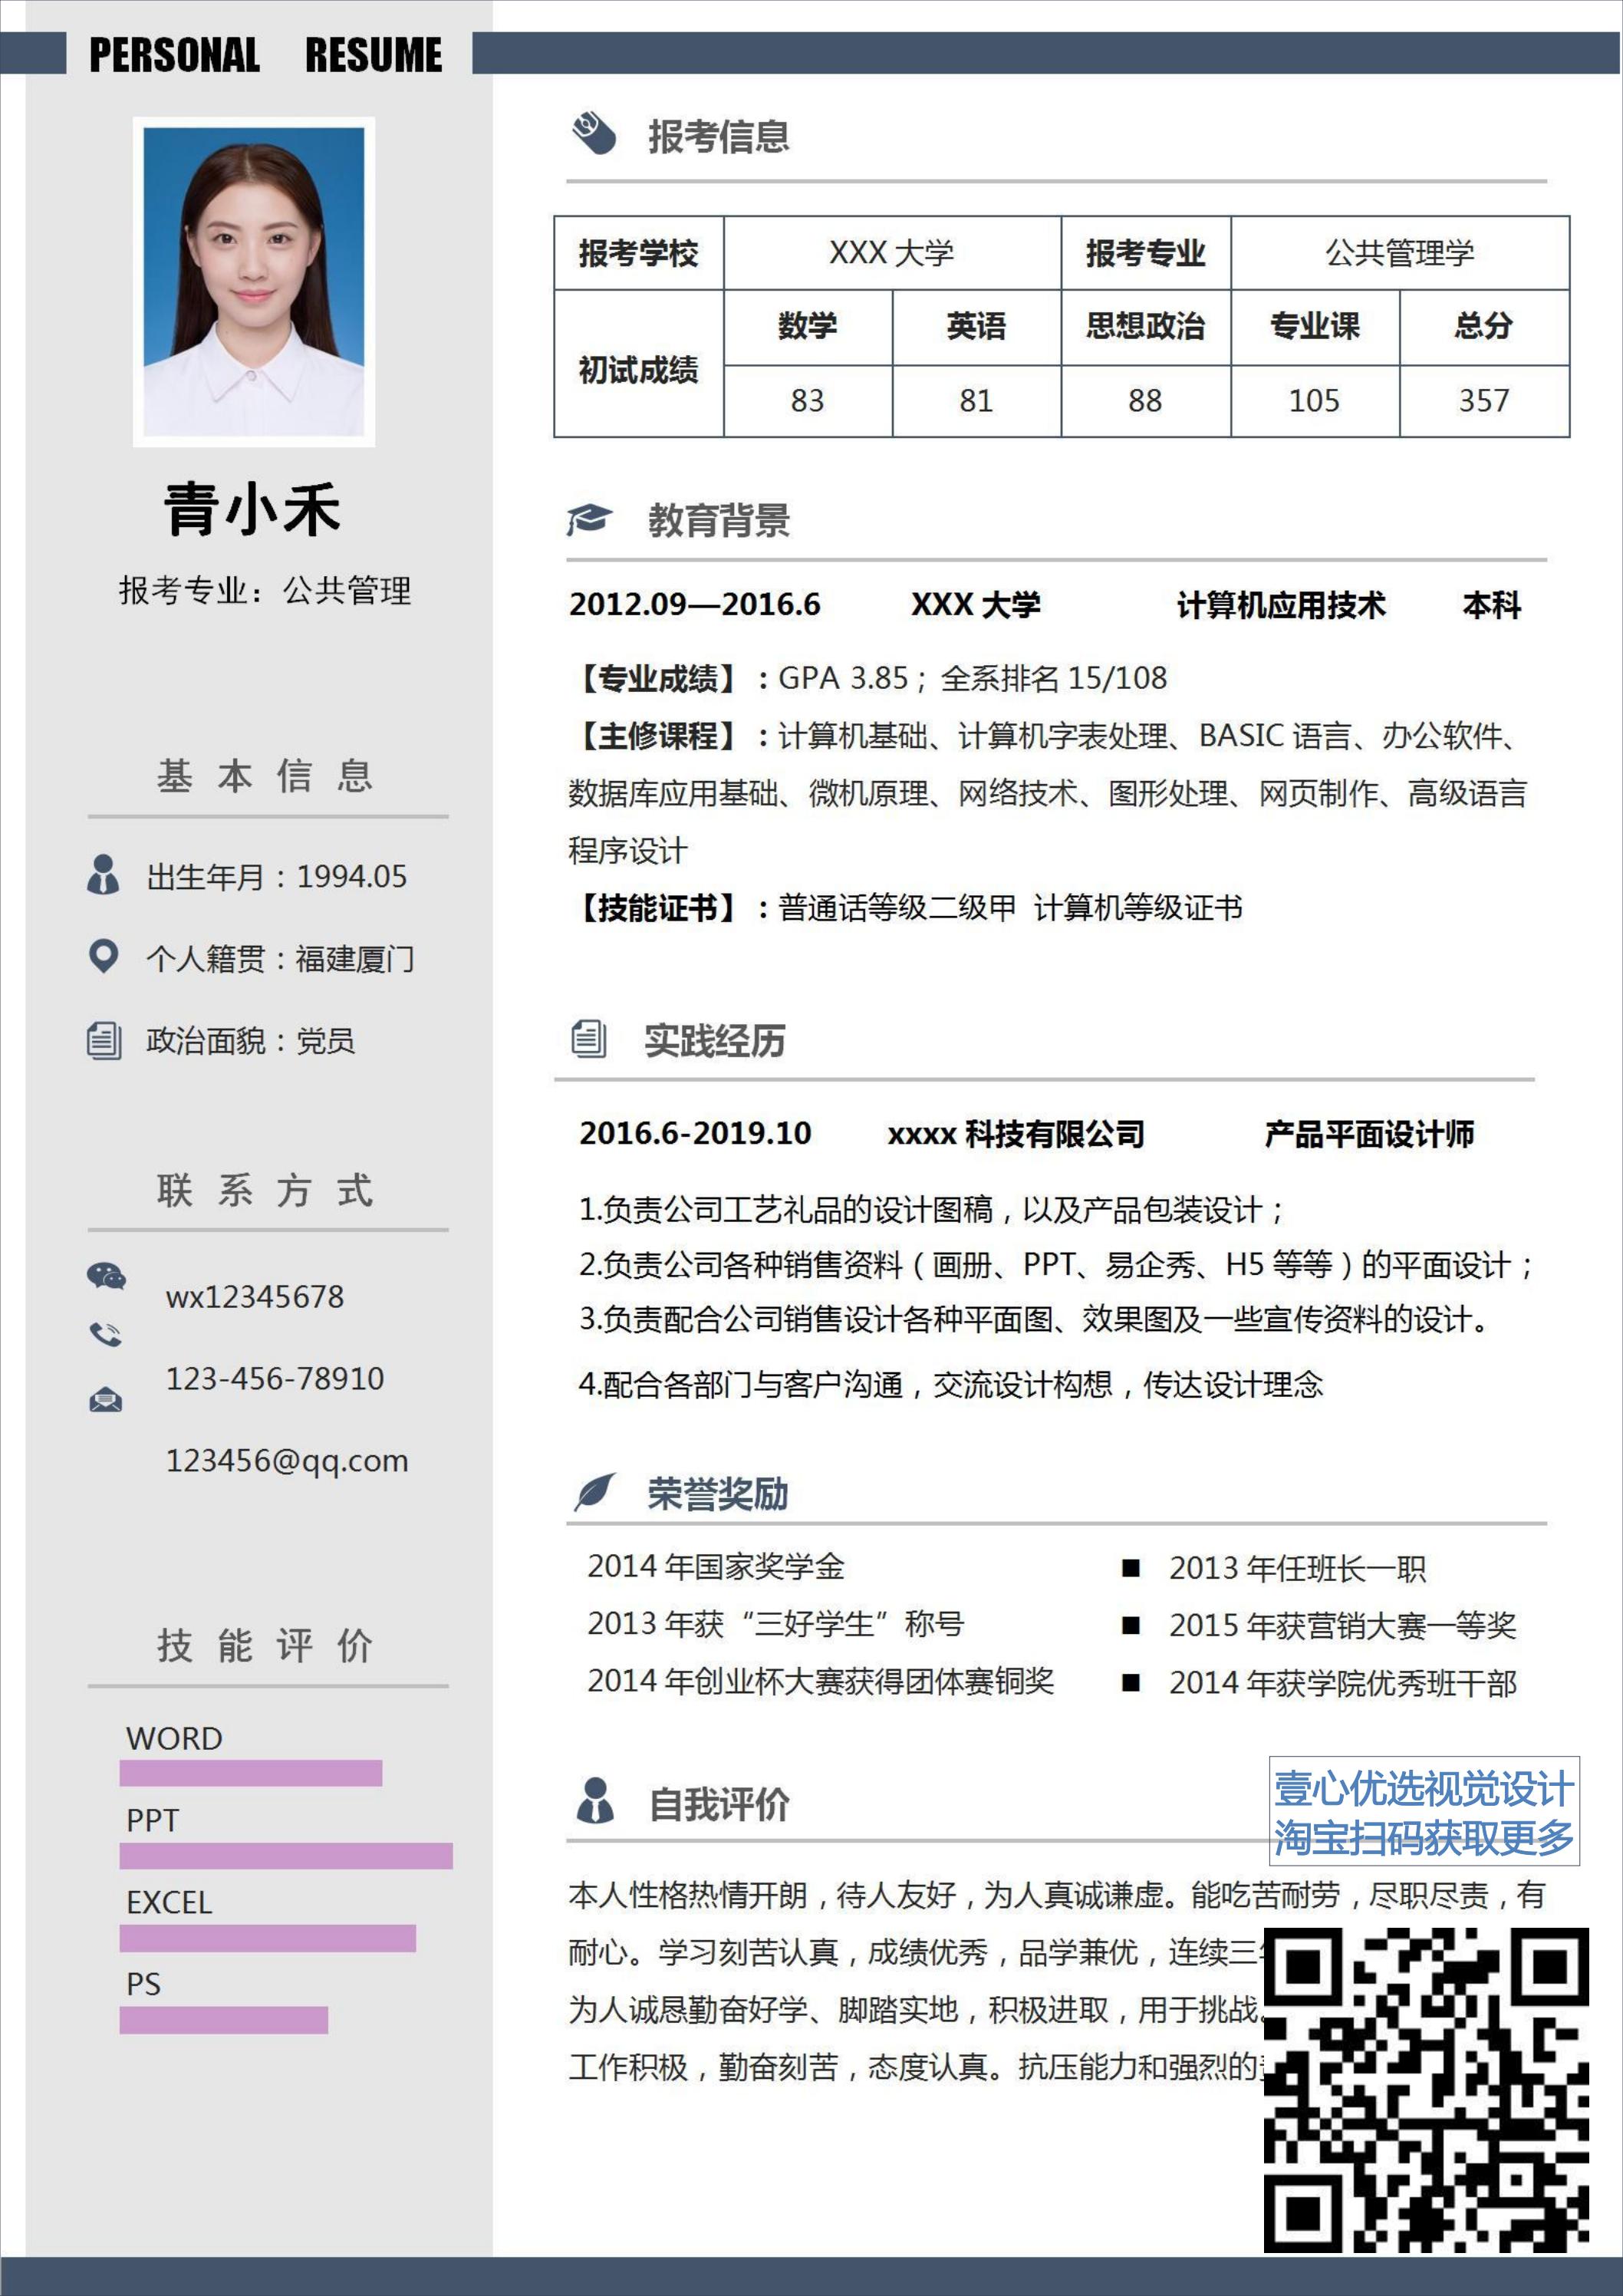 PERSONAL RESUME
青小禾
报考专业：公共管理
基本信息
出生年月：1994.05
个人籍贯：福建厦门
政治面貌：党员
联系方式
wx12345678
123-456-78910
123456@qq.com
技能评价
WORD
PPT
EXCEL
PS
报考信息
报考学校 XXX 大学 报考专业 公共管理学
初试成绩 数学 英语 思想政治 专业课 总分
83 81 88 105 357
教育背景
2012.09—2016.6 XXX 大学 计算机应用技术 本科
【专业成绩】：GPA 3.85；全系排名 15/108
【主修课程】：计算机基础、计算机字表处理、BASIC 语言、办公软件、
数据库应用基础、微机原理、网络技术、图形处理、网页制作、高级语言
程序设计
【技能证书】：普通话等级二级甲 计算机等级证书
实践经历
2016.6-2019.10 xxxx 科技有限公司 产品平面设计师
1.负责公司工艺礼品的设计图稿，以及产品包装设计；
2.负责公司各种销售资料（画册、PPT、易企秀、H5 等等）的平面设计；
3.负责配合公司销售设计各种平面图、效果图及一些宣传资料的设计。
4.配合各部门与客户沟通，交流设计构想，传达设计理念
荣誉奖励
2014 年国家奖学金 ■ 2013 年任班长一职
2013 年获“三好学生”称号 ■ 2015 年获营销大赛一等奖
2014 年创业杯大赛获得团体赛铜奖 ■ 2014 年获学院优秀班干部
自我评价
壹心优选视觉设计
淘宝扫码获取更多
本人性格热情开朗，待人友好，为人真诚谦虚。能吃苦耐劳，尽职尽责，有
耐心。学习刻苦认真，成绩优秀，品学兼优，连续三
为人诚恳勤奋好学、脚踏实地，积极进取，用于挑战
工作积极，勤奋刻苦，态度认真。抗压能力和强烈的